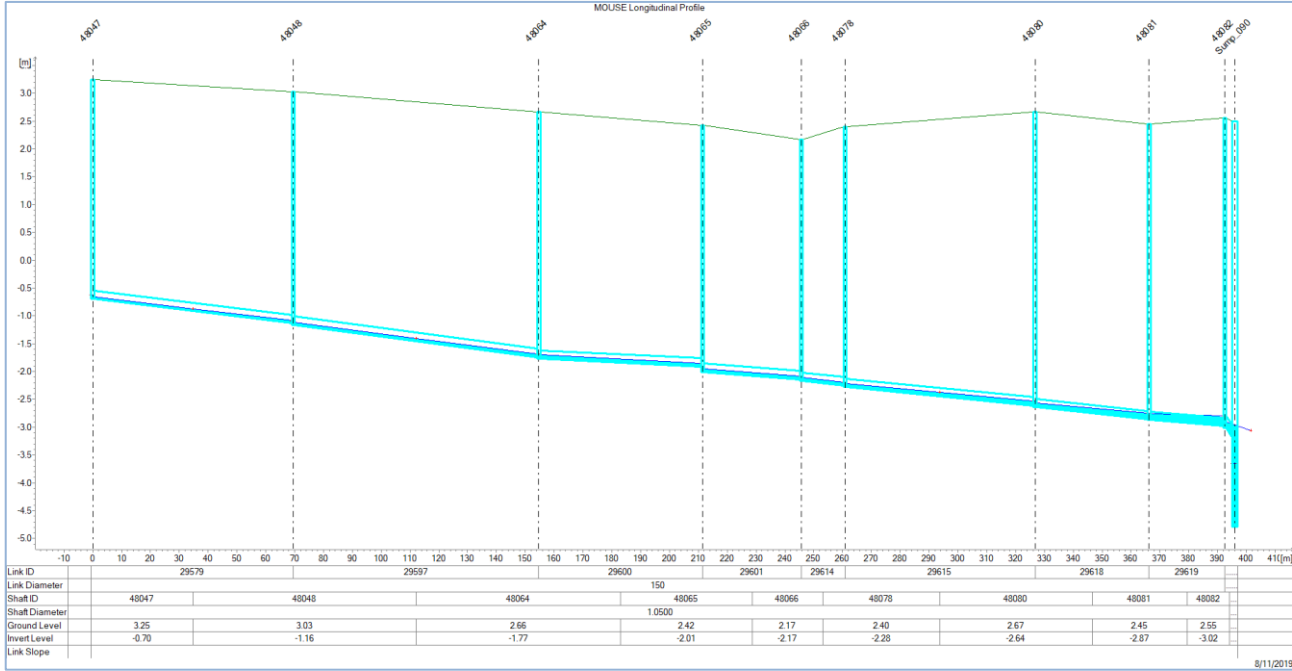 MOUSE Longitudinal Profile
48047 48048 48064 48065 48066 48078 48080 48081 48082 Sump_090
[m]
3.0
2.5
2.0
1.5
1.0
0.5
0.0
-0.5
-1.0
-1.5
-2.0
-2.5
-3.0
-3.5
-4.0
-4.5
-5.0
-10 0 10 20 30 40 50 60 70 80 90 100 110 120 130 140 150 160 170 180 190 200 210 220 230 240 250 260 270 280 290 300 310 320 330 340 350 360 370 380 390 400 41([m]
Link ID 29579 29597 29600 29601 29614 29615 29618 29619
Link Diameter 150
Shaft ID 48047 48048 48064 48065 48066 48078 48080 48081 48082
Shaft Diameter 1.0500
Ground Level 3.25 3.03 2.66 2.42 2.17 2.40 2.67 2.45 2.55
Invert Level -0.70 -1.16 -1.77 -2.01 -2.17 -2.28 -2.64 -2.87 -3.02
Link Slope
8/11/2019